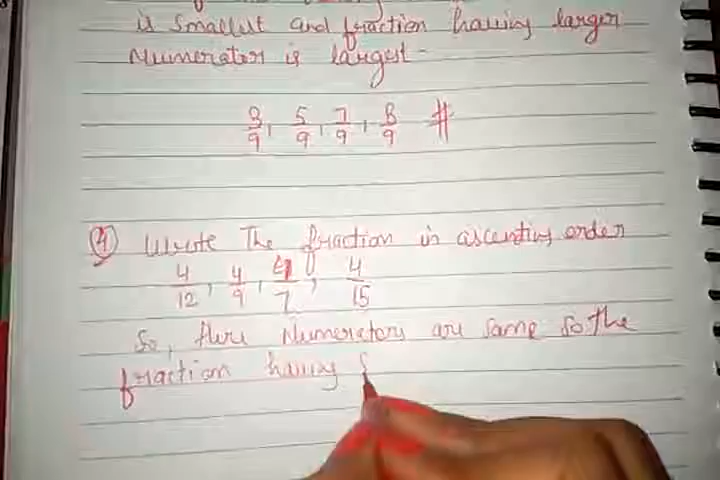 is smallest and fraction having larger
Numerator is largest-
3/9, 5/9, 7/9, 8/9 #
(4) Write The fraction in ascenting order
4/12, 4/9, 4/7, 4/15
So, there Numerators are same so the
fraction having S